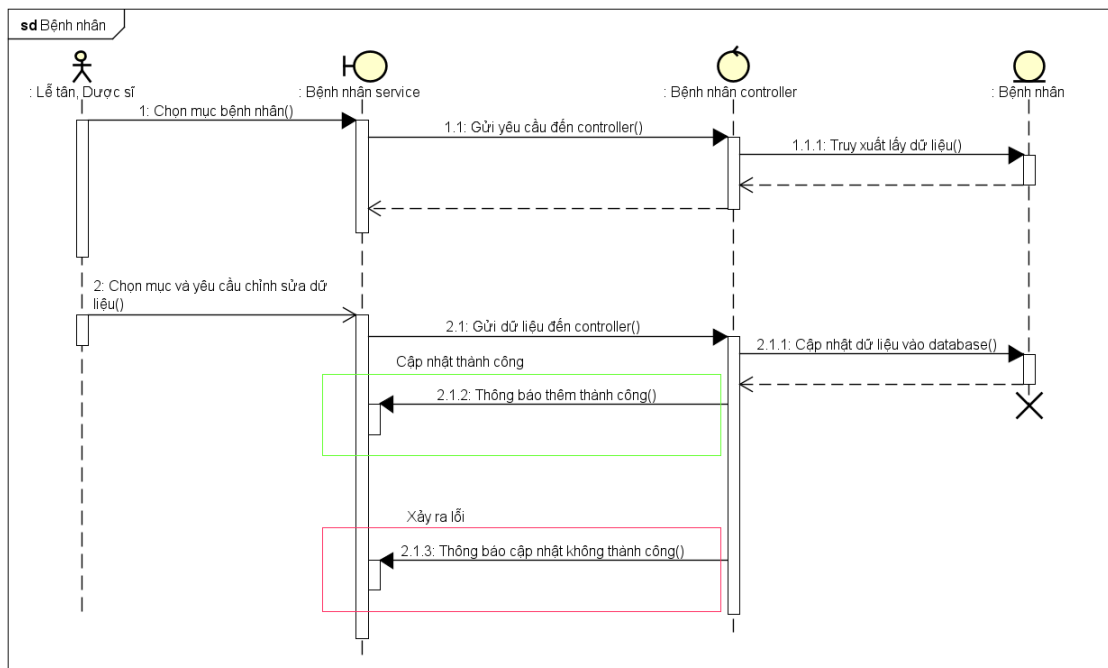 sd Bệnh nhân
: Lễ tân, Dược sĩ
: Bệnh nhân service
: Bệnh nhân controller
: Bệnh nhân
1: Chọn mục bệnh nhân()
1.1: Gửi yêu cầu đến controller()
1.1.1: Truy xuất lấy dữ liệu()
2: Chọn mục và yêu cầu chỉnh sửa dữ
liệu()
2.1: Gửi dữ liệu đến controller()
2.1.1: Cập nhật dữ liệu vào database()
Cập nhật thành công
2.1.2: Thông báo thêm thành công()
Xảy ra lỗi
2.1.3: Thông báo cập nhật không thành công()